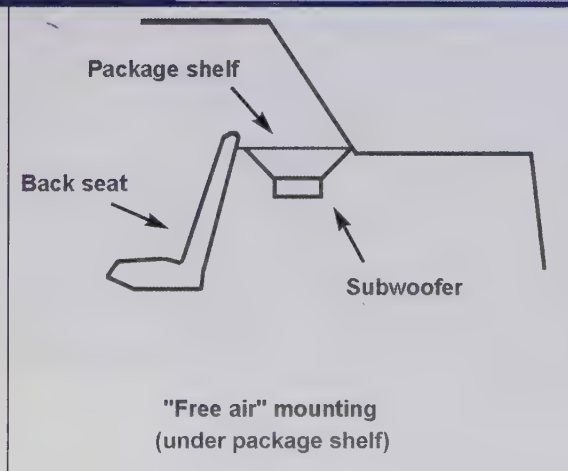 Package shelf
Back seat
Subwoofer
"Free air" mounting
(under package shelf)